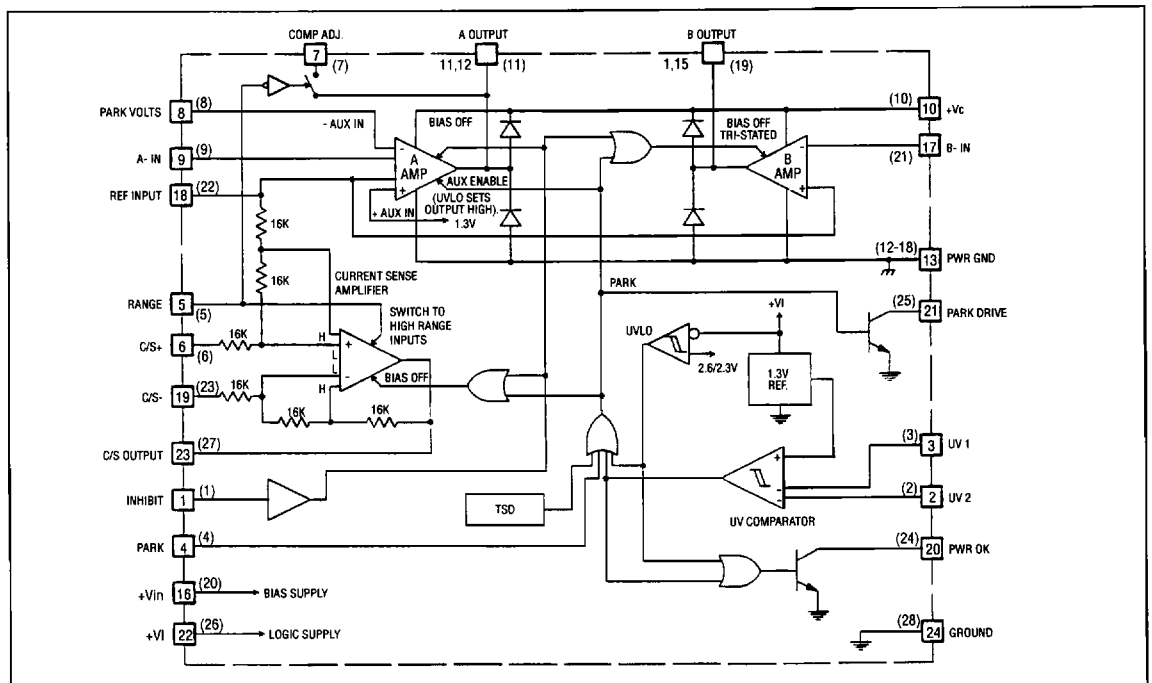 COMP ADJ.
7
(7)
A OUTPUT
11,12
(11)
B OUTPUT
1,15
(19)
PARK VOLTS
8
(8)
- AUX IN
BIAS OFF
BIAS OFF
TRI-STATED
(10)
10
+Vc
A- IN
9
(9)
-
A
AMP
+
B
AMP
-
+
17
B- IN
(21)
REF INPUT
18
(22)
AUX ENABLE
(UVLO SETS
OUTPUT HIGH).
+ AUX IN
1.3V
16K
16K
(12-18)
13
PWR GND
CURRENT SENSE
AMPLIFIER
PARK
RANGE
5
(5)
SWITCH TO
HIGH RANGE
INPUTS
(25)
21
PARK DRIVE
+VI
UVLO
2.6/2.3V
1.3V
REF.
C/S+
6
(6)
16K
H
+
L
L
-
H
BIAS OFF
C/S-
19
(23)
16K
16K
16K
C/S OUTPUT
23
(27)
(3)
3
UV 1
+
-
-
(2)
2
UV 2
UV COMPARATOR
INHIBIT
1
(1)
TSD
PARK
4
(4)
(24)
20
PWR OK
+Vin
16
(20)
BIAS SUPPLY
+VI
22
(26)
LOGIC SUPPLY
(28)
24
GROUND